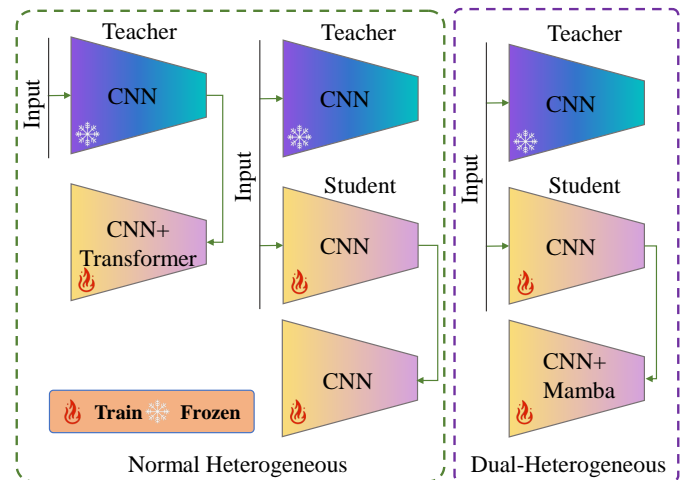 Teacher
Input
CNN
CNN+
Transformer
Teacher
Input
CNN
Student
CNN
CNN
Train
Frozen
Normal Heterogeneous
Teacher
Input
CNN
Student
CNN
CNN+
Mamba
Dual-Heterogeneous